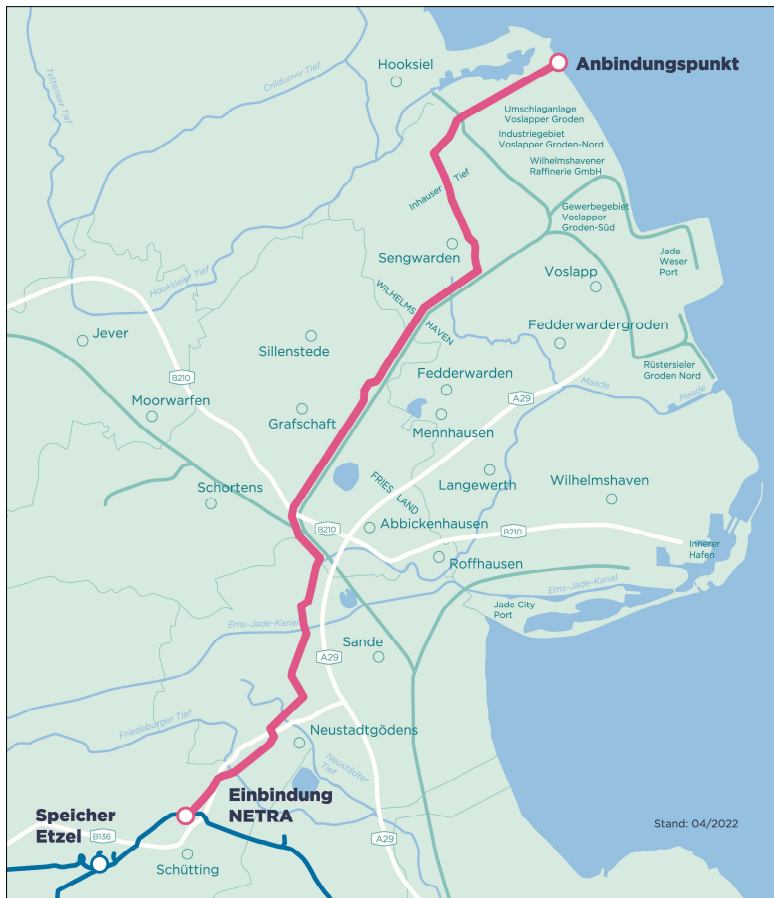 Hooksiel
Anbindungspunkt
Tettenser Tief
Crildumer Tief
Umschlaganlage
Voslapper Groden
Industriegebiet
Voslapper Groden-Nord
Wilhelmshavener
Raffinerie GmbH
Inhauser Tief
Gewerbegebiet
Voslapper
Groden-Süd
Sengwarden
Jade
Weser
Port
Hooksieler Tief
Voslapp
WILHELMSHAVEN
Jever
Sillenstede
Fedderwardergroden
B210
Fedderwarden
Rüstersieler
Groden Nord
Maade
Maade
A29
Moorwarfen
Grafschaft
Mennhausen
FRIESLAND
Langewerth
Wilhelmshaven
Schortens
B210
Abbickenhausen
B210
Innerer
Hafen
Roffhausen
Ems-Jade-Kanal
Jade City
Port
Ems-Jade-Kanal
Sande
A29
Friedeburger Tief
Neustadtgödens
Neustädter
Tief
Einbindung
NETRA
Speicher
Etzel
B136
Stand: 04/2022
A29
Schütting